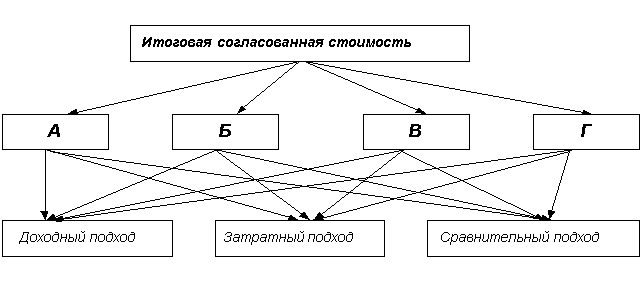 Итоговая согласованная стоимость
А
Б
В
Г
Доходный подход
Затратный подход
Сравнительный подход